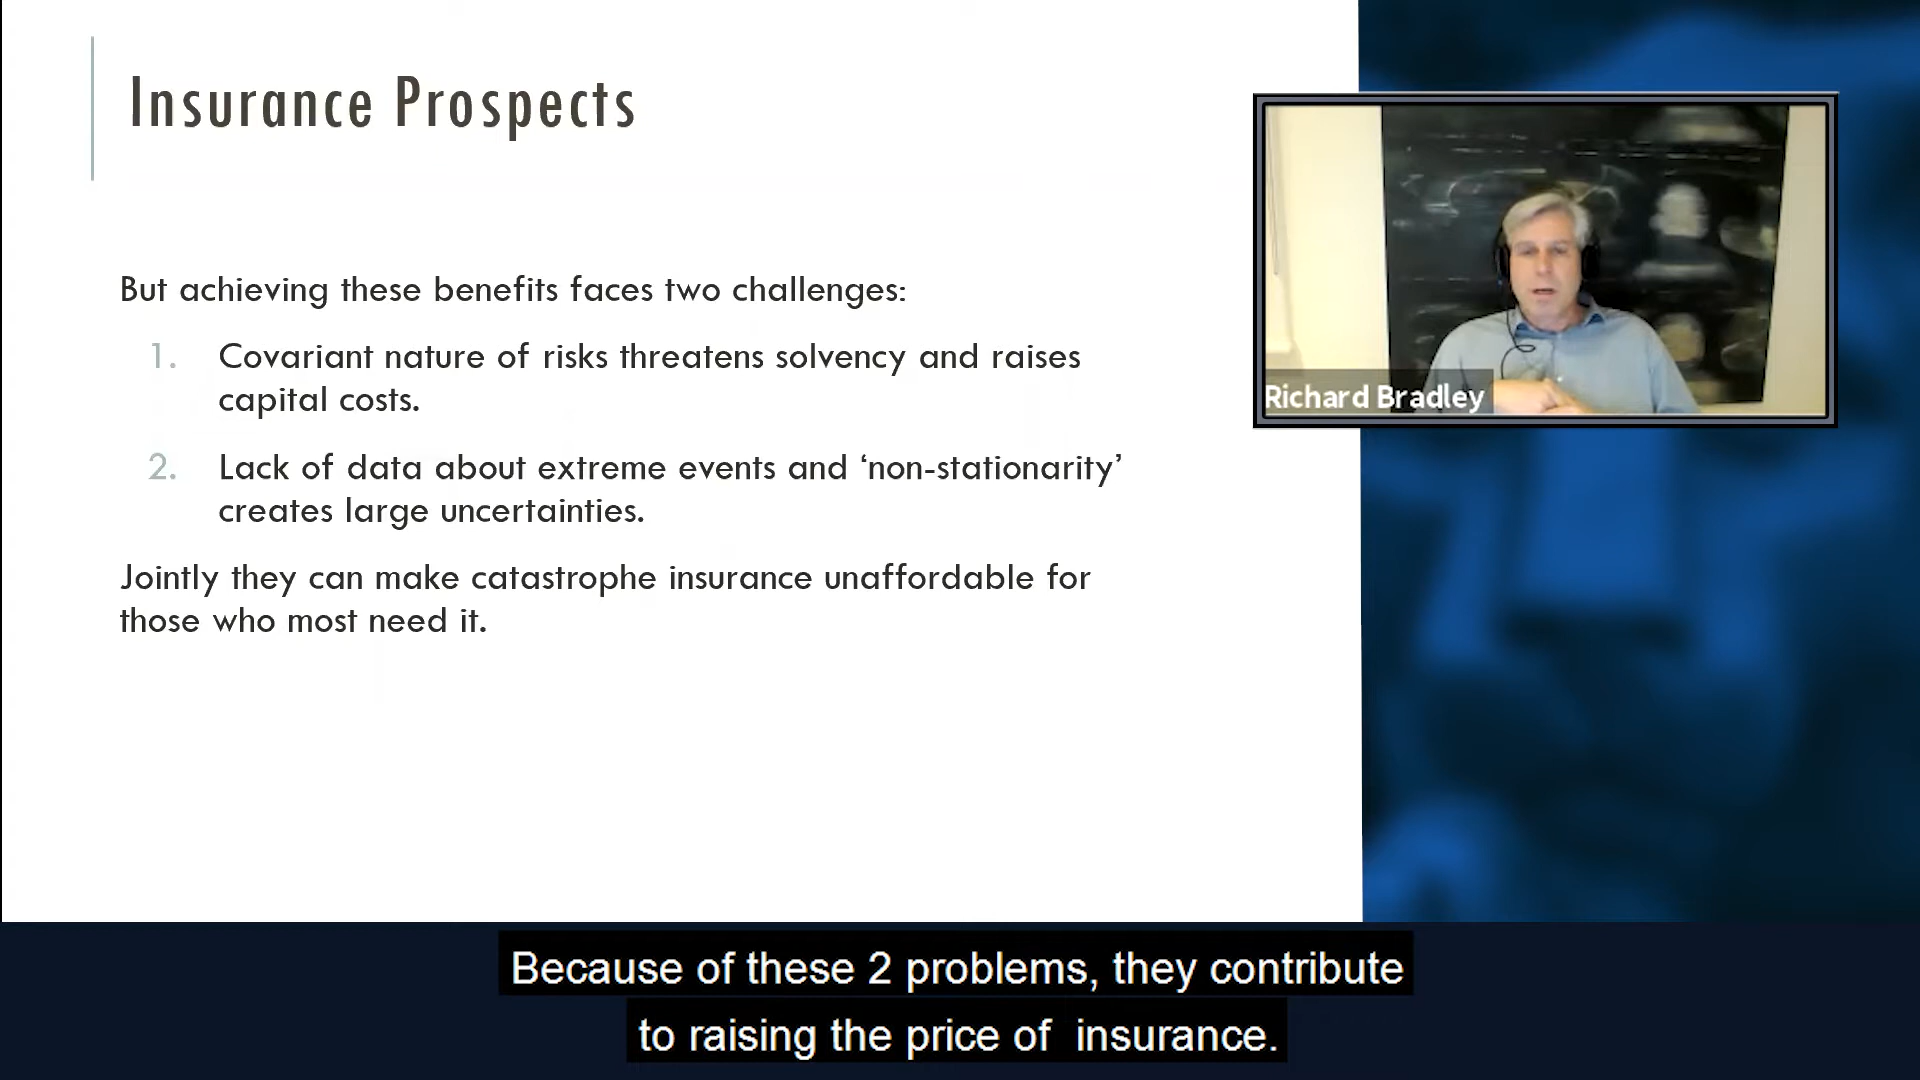 Insurance Prospects
But achieving these benefits faces two challenges:
1. Covariant nature of risks threatens solvency and raises
capital costs.
2. Lack of data about extreme events and ‘non-stationarity’
creates large uncertainties.
Jointly they can make catastrophe insurance unaffordable for
those who most need it.
Richard Bradley
Because of these 2 problems, they contribute
to raising the price of  insurance.